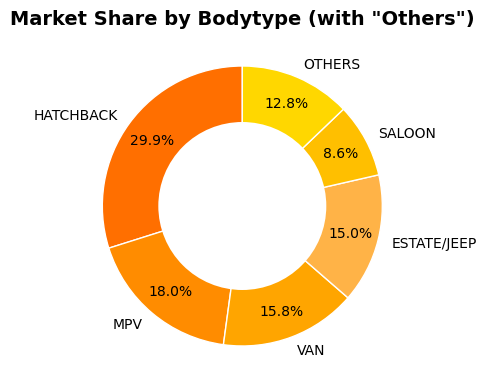 Market Share by Bodytype (with "Others")
OTHERS
12.8%
HATCHBACK
29.9%
SALOON
8.6%
ESTATE/JEEP
15.0%
MPV
18.0%
VAN
15.8%